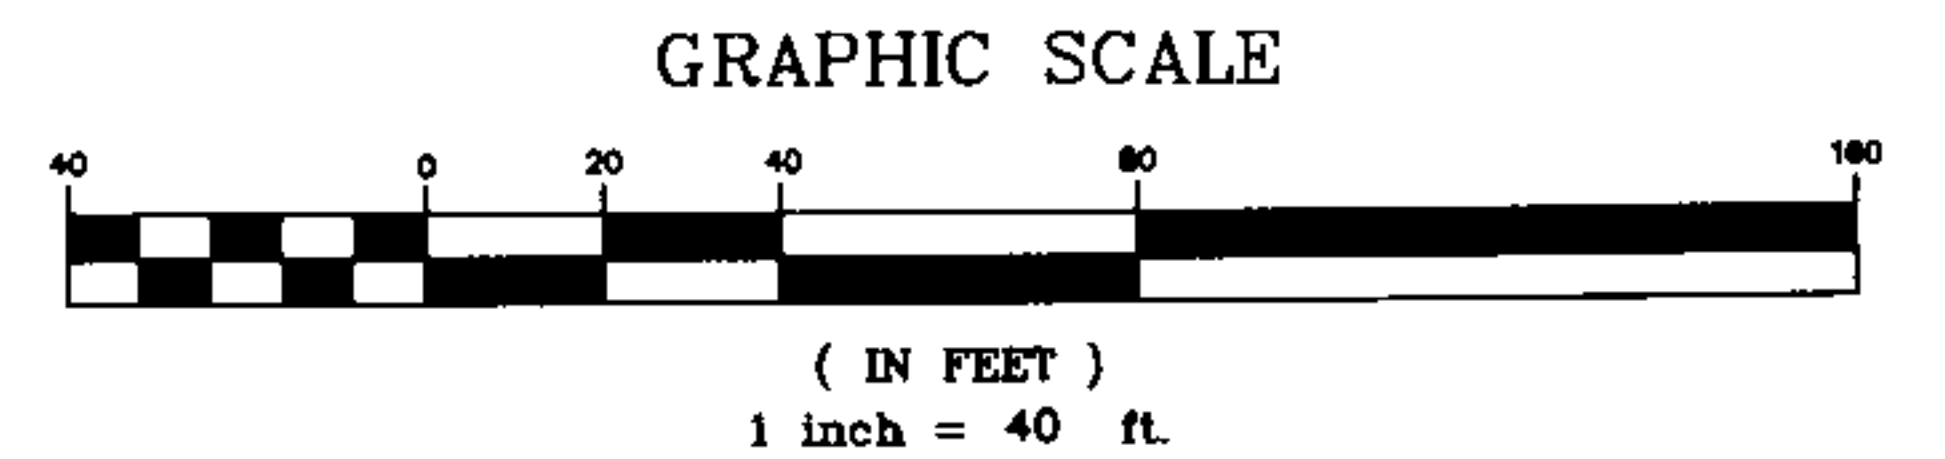 GRAPHIC SCALE
40 0 20 40 80 160
( IN FEET )
1 inch = 40 ft.